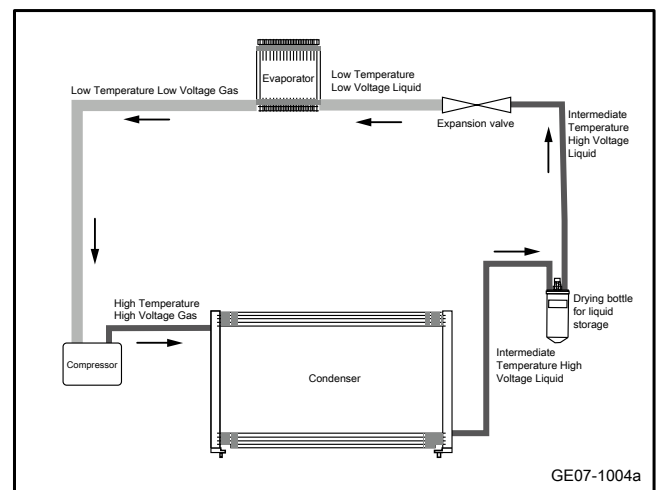 Evaporator
Low Temperature
Low Voltage Liquid
Low Temperature Low Voltage Gas
Expansion valve
Intermediate
Temperature
High Voltage
Liquid
High Temperature
High Voltage Gas
Drying bottle
for liquid
storage
Compressor
Condenser
Intermediate
Temperature High
Voltage Liquid
GE07-1004a